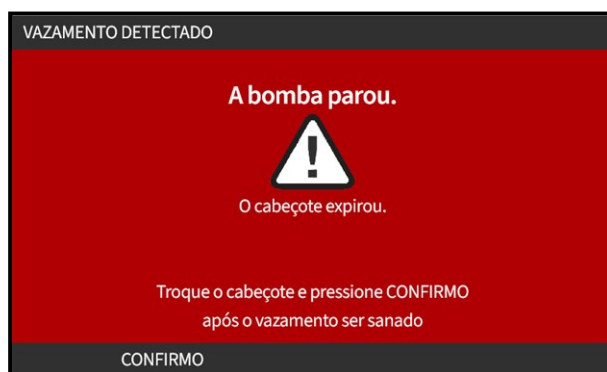 VAZAMENTO DETECTADO
A bomba parou.
!
O cabeçote expirou.
Troque o cabeçote e pressione CONFIRMO
após o vazamento ser sanado
CONFIRMO